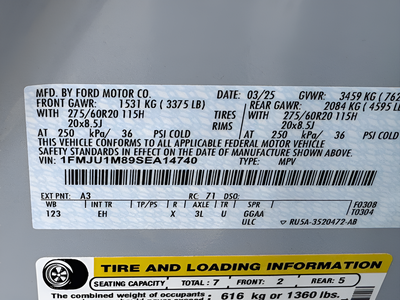 MFD. BY FORD MOTOR CO. 03/25 GVWR: 3459 KG
FRONT GAWR: 1531 KG ( 3375 LB) REAR GAWR: 2084 KG ( 4595
WITH 275/60R20 115H TIRES WITH 275/60R20 115H
20x8.5J RIMS 20x8.5J
AT 250 kPa/ 36 PSI COLD AT 250 kPa/ 36 PSI
THIS VEHICLE CONFORMS TO ALL APPLICABLE FEDERAL MOTOR VEHICLE
SAFETY STANDARDS IN EFFECT ON THE DATE OF MANUFACTURE SHOWN ABOVE.
VIN: 1FMJU1M89SEA14740 TYPE: MPV
EXT PNT: A3 RC: 71 DSO:
WB INT TR TP/PS R AXLE TR SPR F0308
123 EH X 3L U GGAA T0304
ULC RU5A-3520472-AB
TIRE AND LOADING INFORMATION
SEATING CAPACITY TOTAL: 7 FRONT: 2 REAR: 5
The combined weight of occupants 616 kg or 1360 lbs.